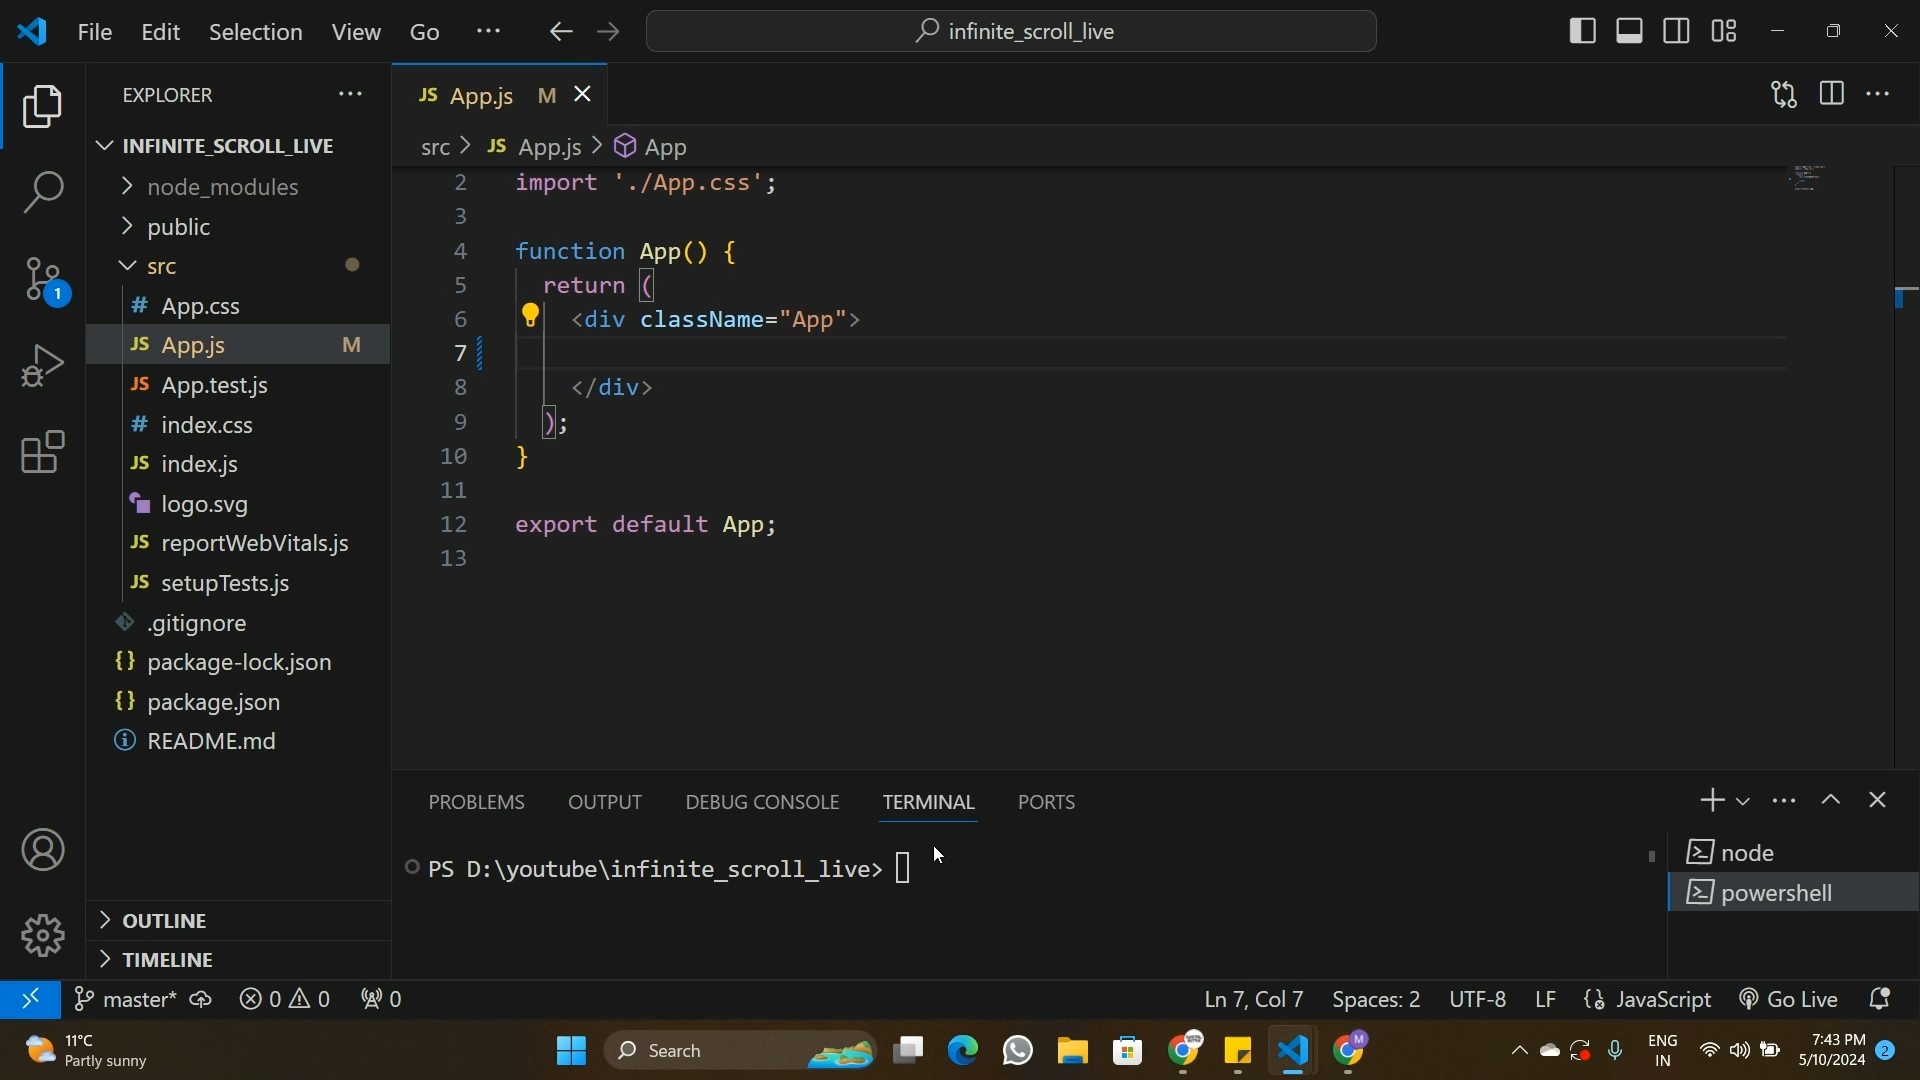 File Edit Selection View Go ··· infinite_scroll_live
EXPLORER ···
INFINITE_SCROLL_LIVE
node_modules
public
src
# App.css
JS App.js M
JS App.test.js
# index.css
JS index.js
logo.svg
JS reportWebVitals.js
JS setupTests.js
.gitignore
{} package-lock.json
{} package.json
README.md
OUTLINE
TIMELINE
JS App.js M
src > JS App.js > App
2 import './App.css';
3
4 function App() {
5 return (
6 <div className="App">
7
8 </div>
9 );
10 }
11
12 export default App;
13
PROBLEMS OUTPUT DEBUG CONSOLE TERMINAL PORTS
PS D:\youtube\infinite_scroll_live>
node
powershell
1
master* 0 0 0 Ln 7, Col 7 Spaces: 2 UTF-8 LF {} JavaScript Go Live
11°C
Partly sunny
Search
M
ENG
IN
7:43 PM
5/10/2024
2